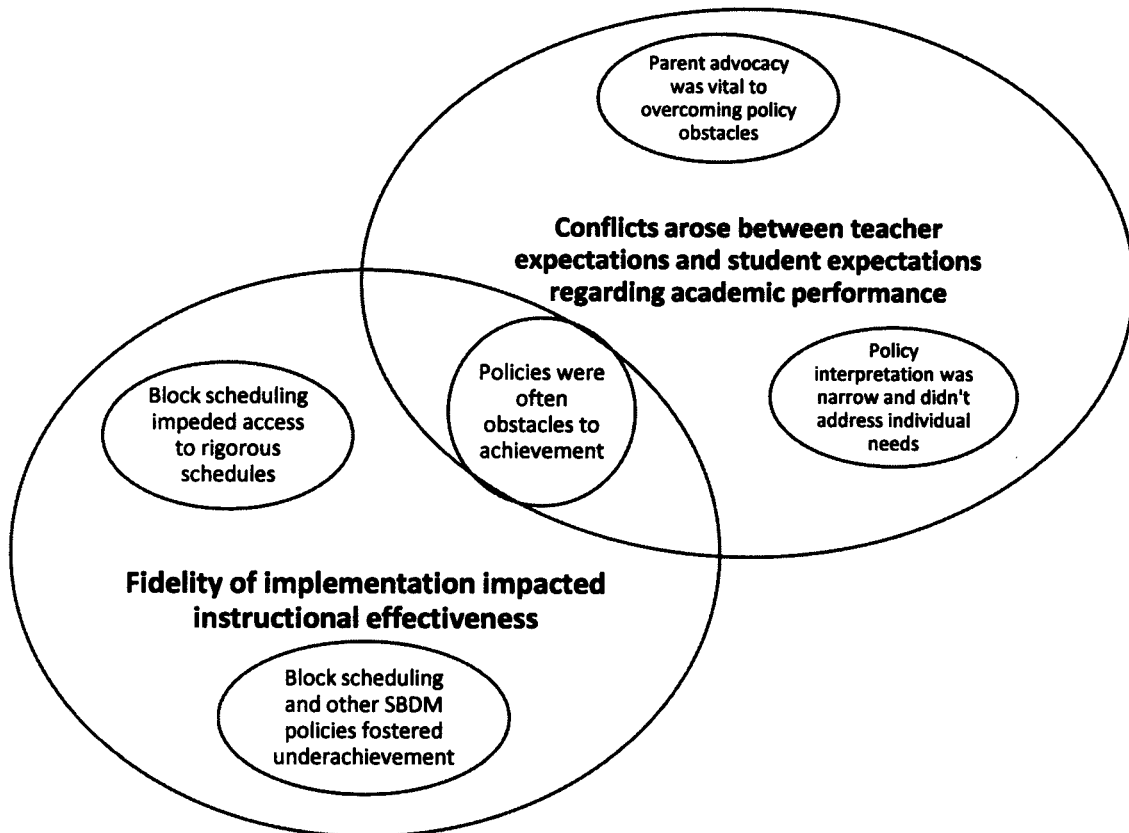 Parent advocacy
was vital to
overcoming policy
obstacles
Conflicts arose between teacher
expectations and student expectations
regarding academic performance
Policy
interpretation was
narrow and didn't
address individual
needs
Policies were
often
obstacles to
achievement
Block scheduling
impeded access
to rigorous
schedules
Fidelity of implementation impacted
instructional effectiveness
Block scheduling
and other SBDM
policies fostered
underachievement